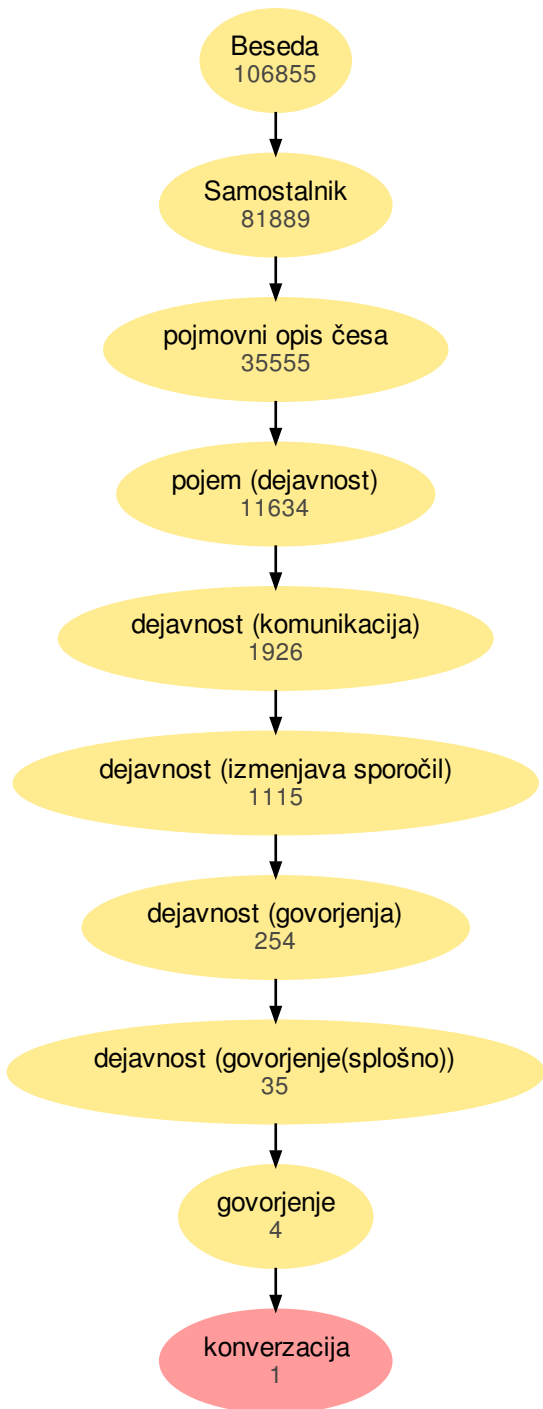 Beseda
106855
Samostalnik
81889
pojmovni opis česa
35555
pojem (dejavnost)
11634
dejavnost (komunikacija)
1926
dejavnost (izmenjava sporočil)
1115
dejavnost (govorjenja)
254
dejavnost (govorjenje(splošno))
35
govorjenje
4
konverzacija
1